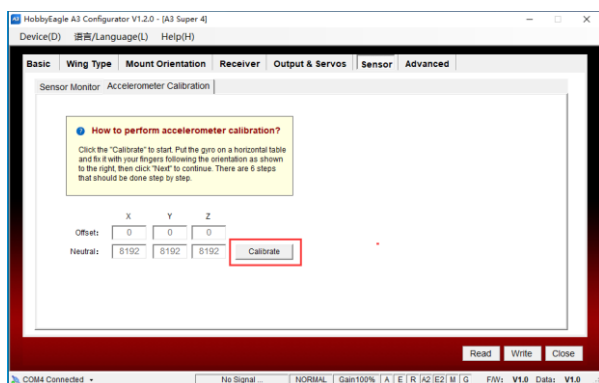 HobbyEagle A3 Configurator V1.2.0 - [A3 Super 4]
Device(D) 语言/Language(L) Help(H)
Basic Wing Type Mount Orientation Receiver Output & Servos Sensor Advanced
Sensor Monitor Accelerometer Calibration
How to perform accelerometer calibration?
Click the "Calibrate" to start. Put the gyro on a horizontal table
and fix it with your fingers following the orientation as shown
to the right, then click "Next" to continue. There are 6 steps
that should be done step by step.
X Y Z
Offset: 0 0 0
Neutral: 8192 8192 8192 Calibrate
Read Write Close
COM4 Connected No Signal ... NORMAL Gain100% A E R A2 E2 M G F/W: V1.0 Data: V1.0